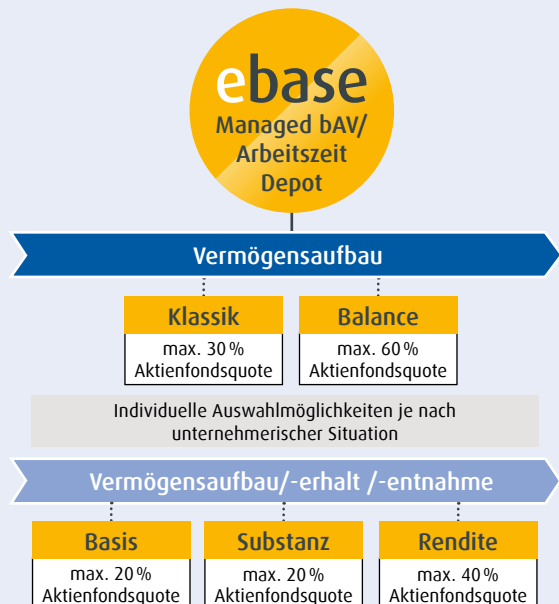 ebase
Managed bAV/
Arbeitszeit
Depot
Vermögensaufbau
Klassik
max. 30 %
Aktienfondsquote
Balance
max. 60 %
Aktienfondsquote
Individuelle Auswahlmöglichkeiten je nach
unternehmerischer Situation
Vermögensaufbau/-erhalt /-entnahme
Basis
max. 20 %
Aktienfondsquote
Substanz
max. 20 %
Aktienfondsquote
Rendite
max. 40 %
Aktienfondsquote